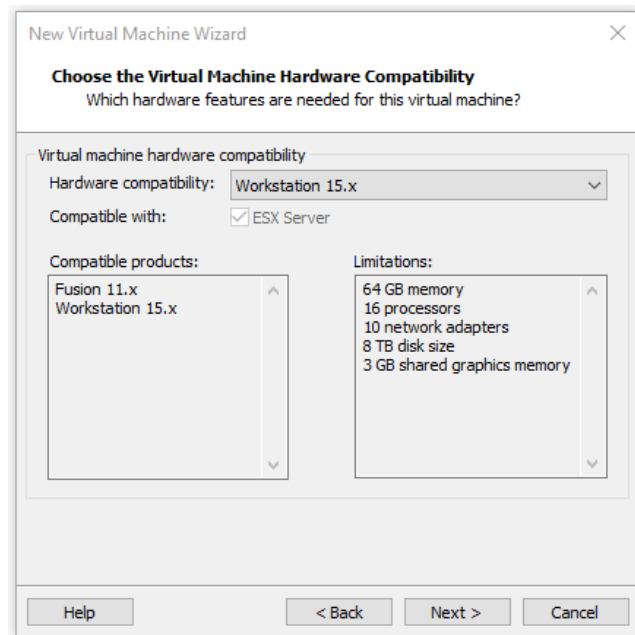 New Virtual Machine Wizard
Choose the Virtual Machine Hardware Compatibility
Which hardware features are needed for this virtual machine?
Virtual machine hardware compatibility
Hardware compatibility: Workstation 15.x
Compatible with: ESX Server
Compatible products:
Fusion 11.x
Workstation 15.x
Limitations:
64 GB memory
16 processors
10 network adapters
8 TB disk size
3 GB shared graphics memory
Help < Back Next > Cancel